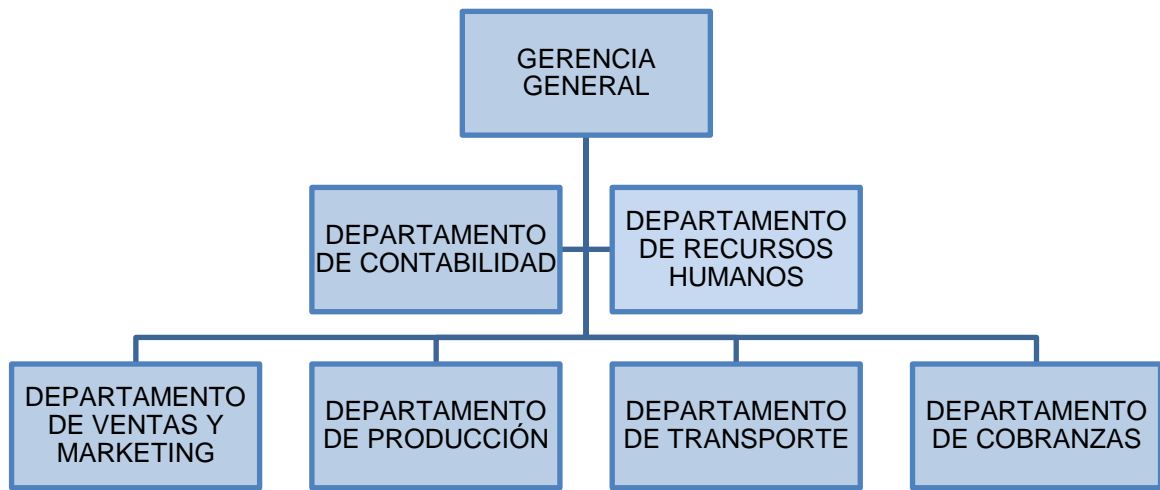 GERENCIA
GENERAL
DEPARTAMENTO
DE CONTABILIDAD
DEPARTAMENTO
DE RECURSOS
HUMANOS
DEPARTAMENTO
DE VENTAS Y
MARKETING
DEPARTAMENTO
DE PRODUCCIÓN
DEPARTAMENTO
DE TRANSPORTE
DEPARTAMENTO
DE COBRANZAS